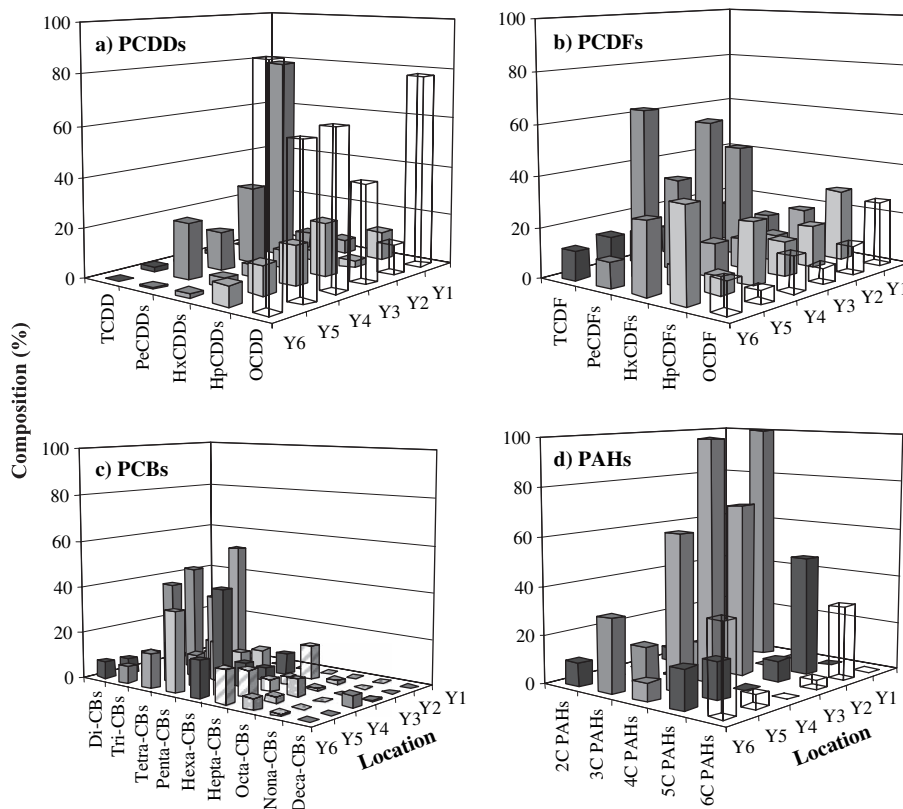 Composition (%)
a) PCDDs
100
80
60
40
20
0
TCDD
PeCDDs
HxCDDs
HpCDDs
OCDD
Y6
Y5
Y4
Y3
Y2
Y1
b) PCDFs
100
80
60
40
20
0
TCDF
PeCDFs
HxCDFs
HpCDFs
OCDF
Y6
Y5
Y4
Y3
Y2
Y1
c) PCBs
100
80
60
40
20
0
Di-CBs
Tri-CBs
Tetra-CBs
Penta-CBs
Hexa-CBs
Hepta-CBs
Octa-CBs
Nona-CBs
Deca-CBs
Y6
Y5
Y4
Y3
Y2
Y1
Location
d) PAHs
100
80
60
40
20
0
2C PAHs
3C PAHs
4C PAHs
5C PAHs
6C PAHs
Y6
Y5
Y4
Y3
Y2
Y1
Location